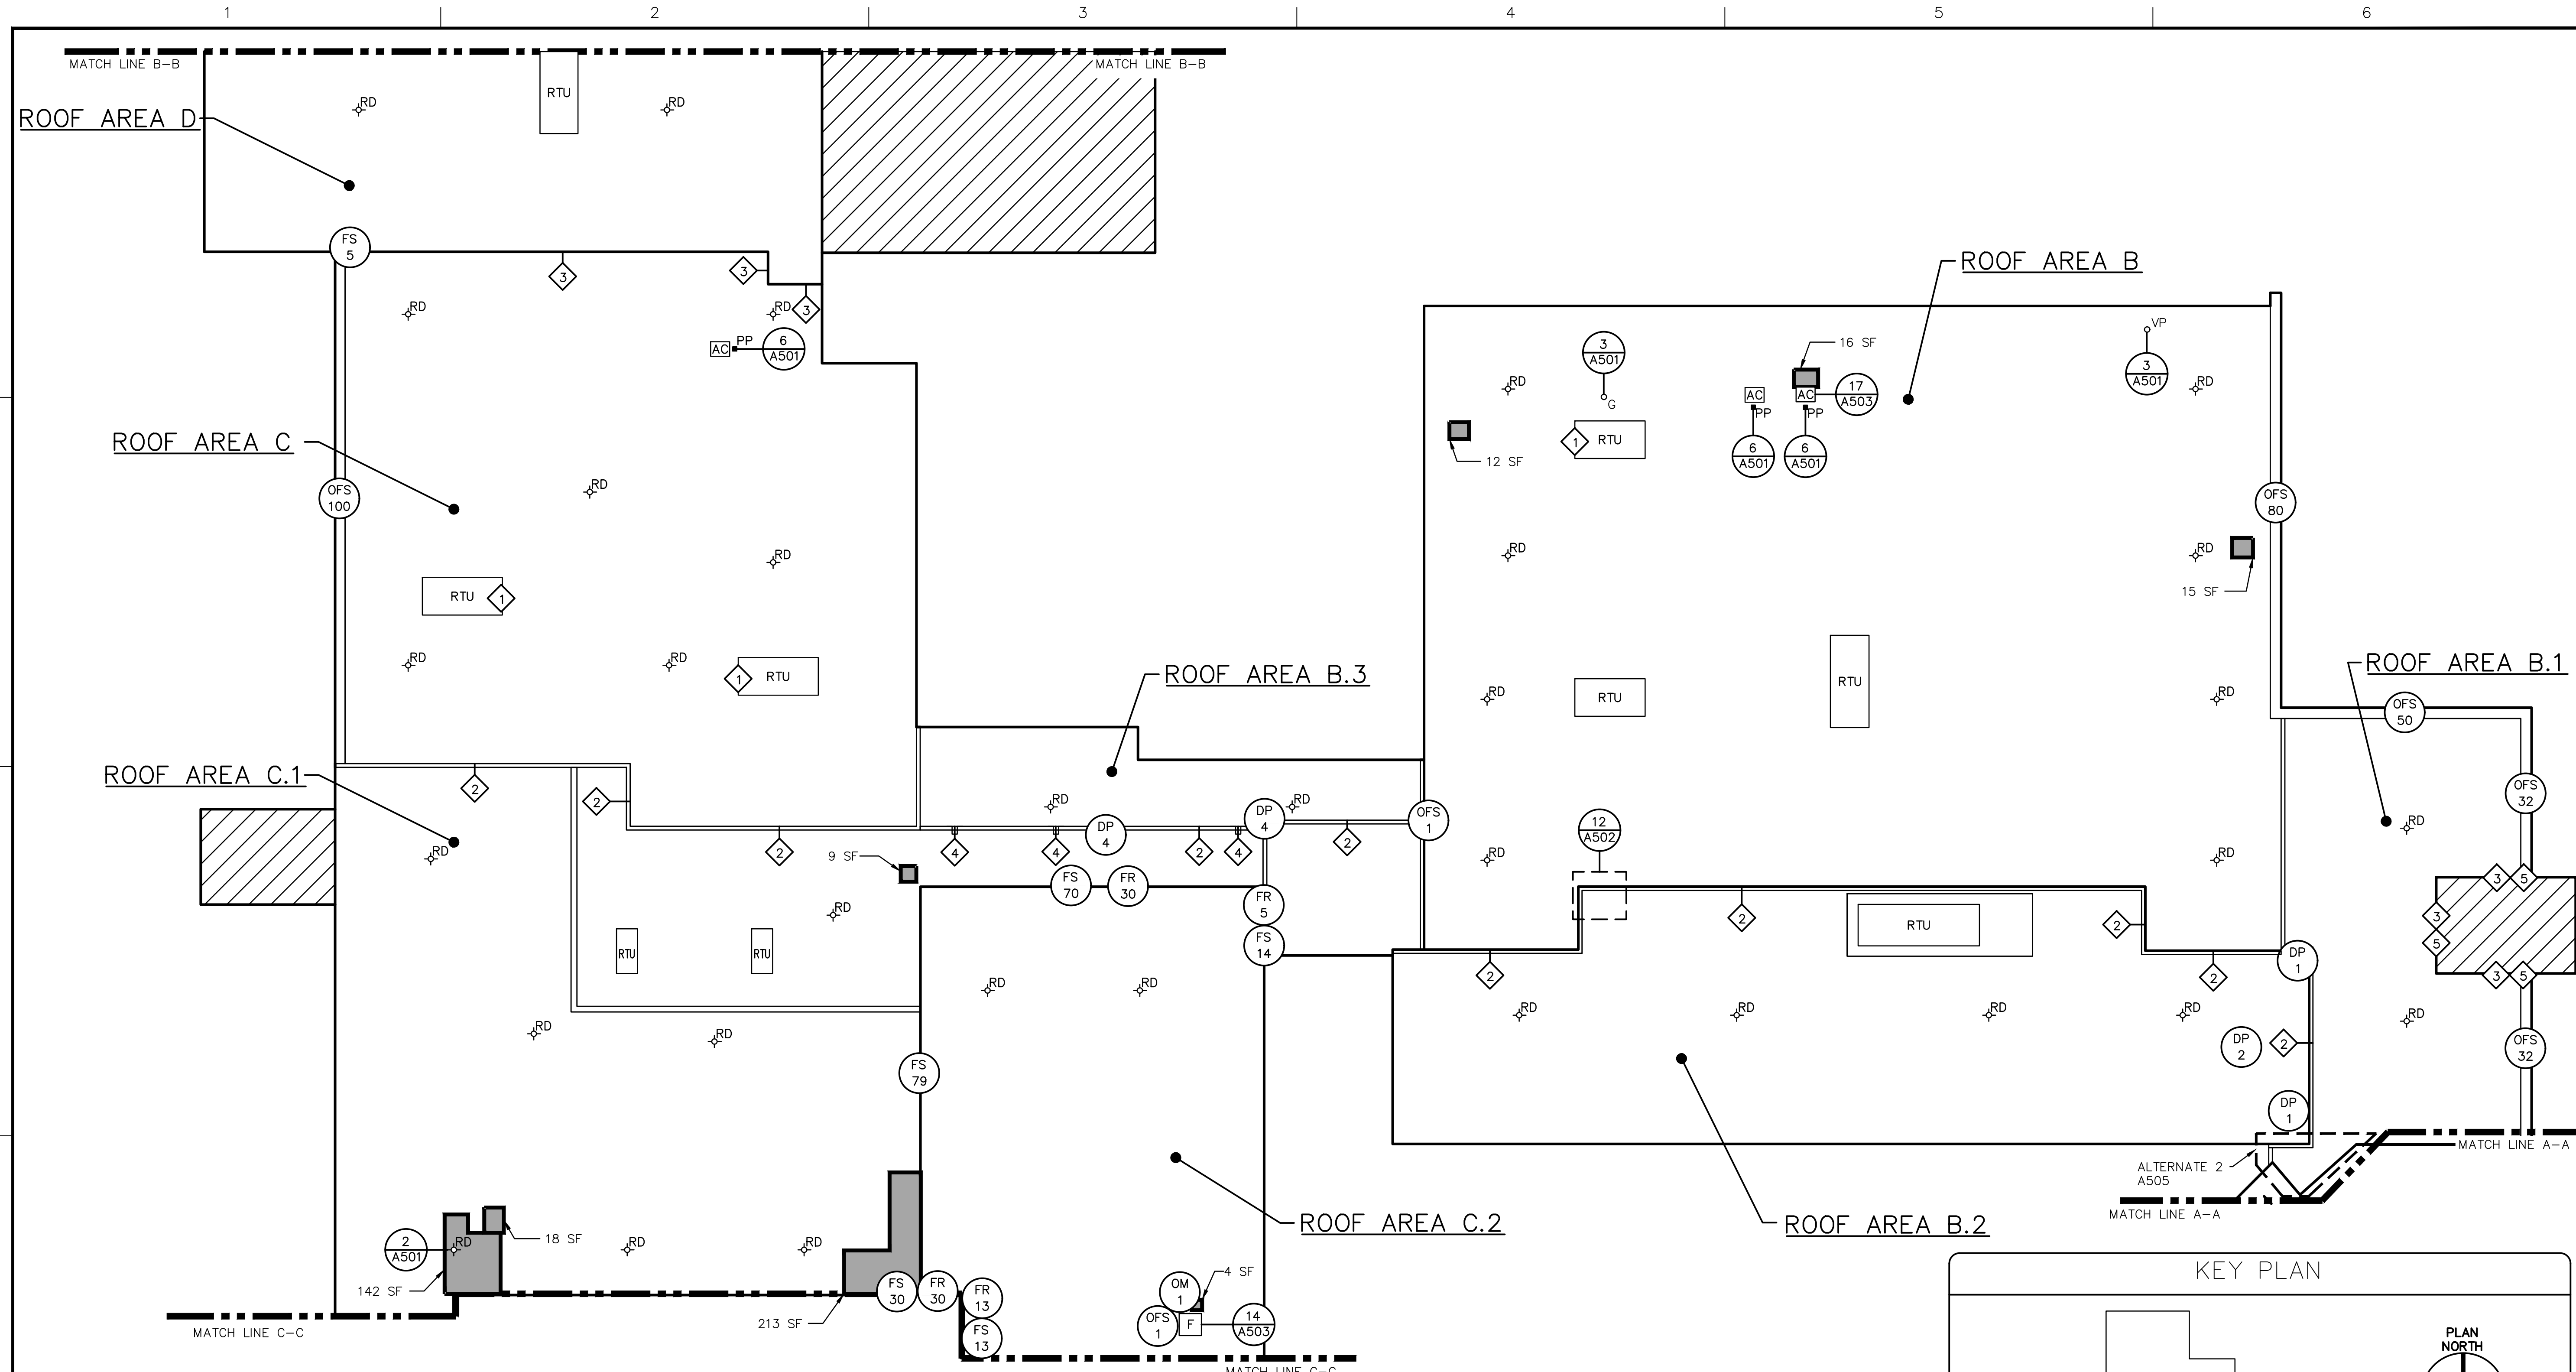 1
2
3
4
5
6
MATCH LINE B-B
MATCH LINE B-B
RTU
RD
RD
ROOF AREA D
FS
5
3
3
3
RD
RD
AC
PP
6
A501
ROOF AREA B
VP
3
A501
3
A501
G
16 SF
AC
AC
17
A503
PP
PP
6
A501
6
A501
RD
RD
12 SF
1
RTU
ROOF AREA C
OFS
100
RD
OFS
80
RD
RD
RD
15 SF
RTU
1
RD
RD
1
RTU
ROOF AREA B.3
RTU
RTU
RD
RD
ROOF AREA B.1
OFS
50
ROOF AREA C.1
2
2
2
RD
RD
DP
4
DP
4
OFS
1
4
4
2
4
2
12
A502
OFS
32
RD
RD
9 SF
RD
RD
FS
70
FR
30
FR
5
FS
14
RD
RD
3
5
3
5
3
5
2
RTU
2
2
2
DP
1
RTU
RTU
RD
RD
RD
RD
RD
RD
RD
RD
RD
DP
2
2
OFS
32
FS
79
DP
1
MATCH LINE A-A
ALTERNATE 2
A505
MATCH LINE A-A
ROOF AREA C.2
ROOF AREA B.2
2
A501
RD
18 SF
RD
RD
142 SF
213 SF
FS
30
FR
30
FR
13
FS
13
OM
1
4 SF
OFS
1
F
14
A503
MATCH LINE C-C
MATCH LINE C-C
KEY PLAN
PLAN
NORTH